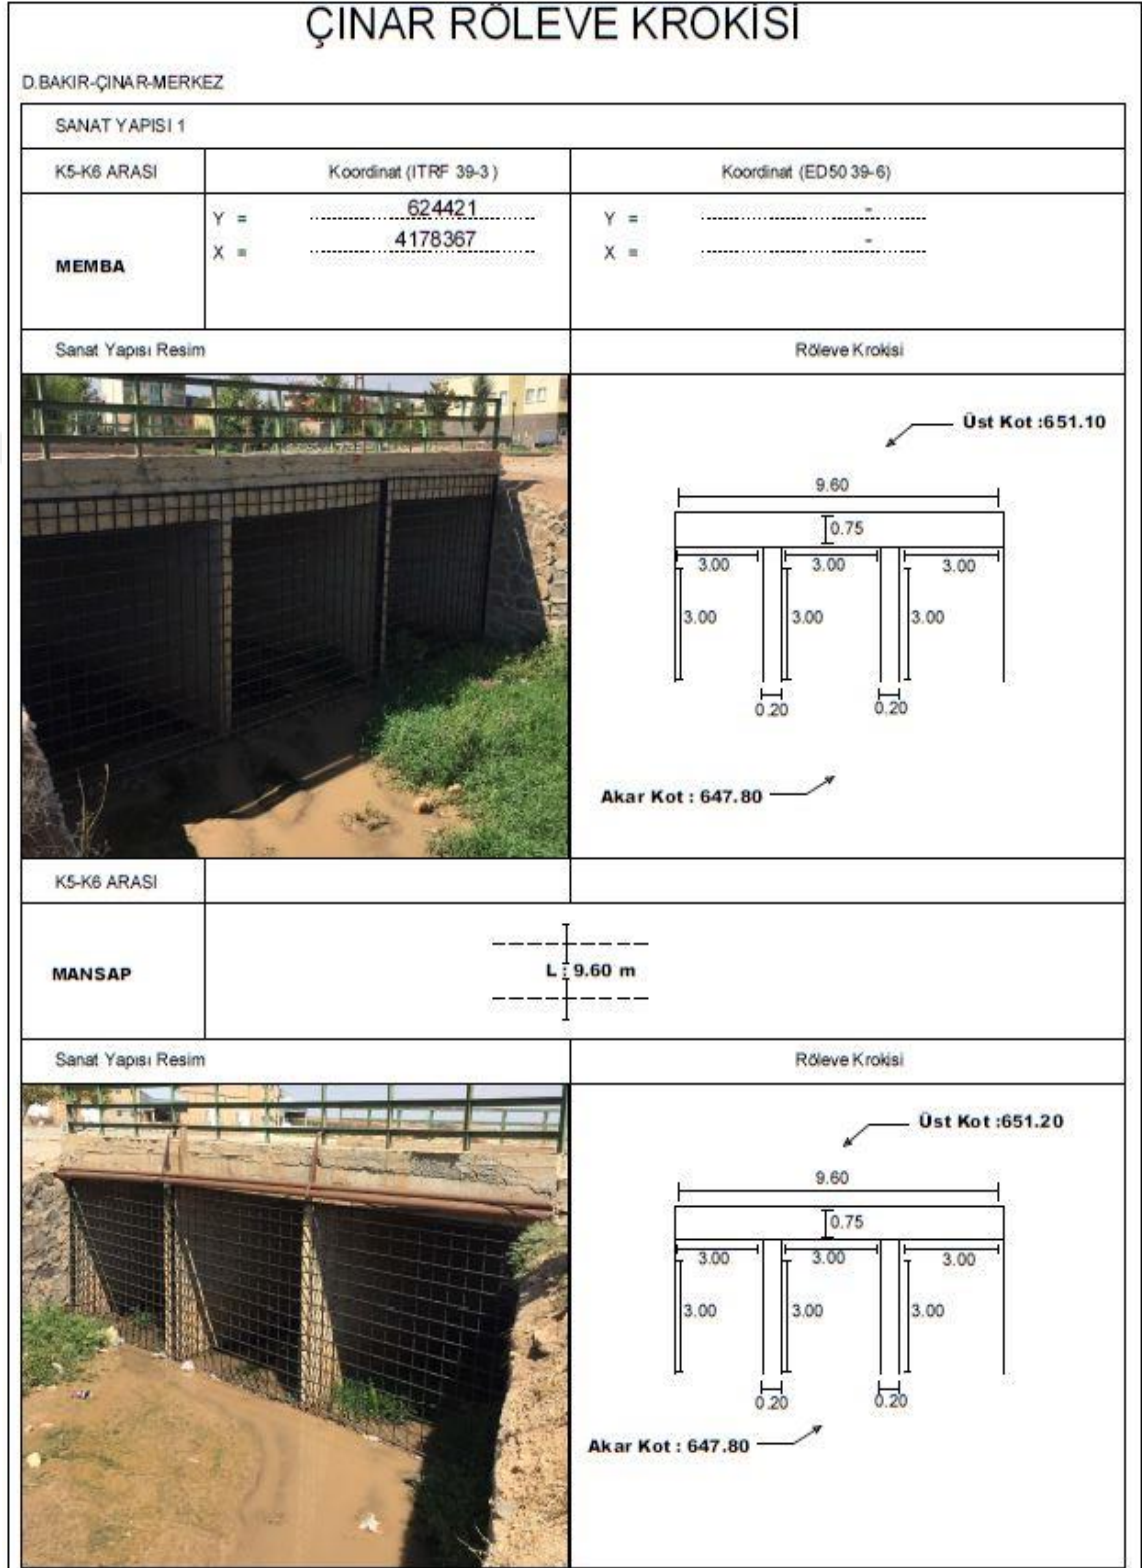 ÇINAR RÖLEVE KROKİSİ
D.BAKIR-ÇINAR-MERKEZ
SANAT YAPISI 1
K5-K6 ARASI Koordinat (ITRF 39-3 ) Koordinat (ED50 39-6)
MEMBA
Y = 624421 Y = -
X = 4178367 X = -
Sanat Yapısı Resim Röleve Krokisi
Üst Kot :651.10
9.60
0.75
3.00 3.00 3.00
3.00 3.00 3.00
0.20 0.20
Akar Kot : 647.80
K5-K6 ARASI
MANSAP L : 9.60 m
Sanat Yapısı Resim Röleve Krokisi
Üst Kot :651.20
9.60
0.75
3.00 3.00 3.00
3.00 3.00 3.00
0.20 0.20
Akar Kot : 647.80